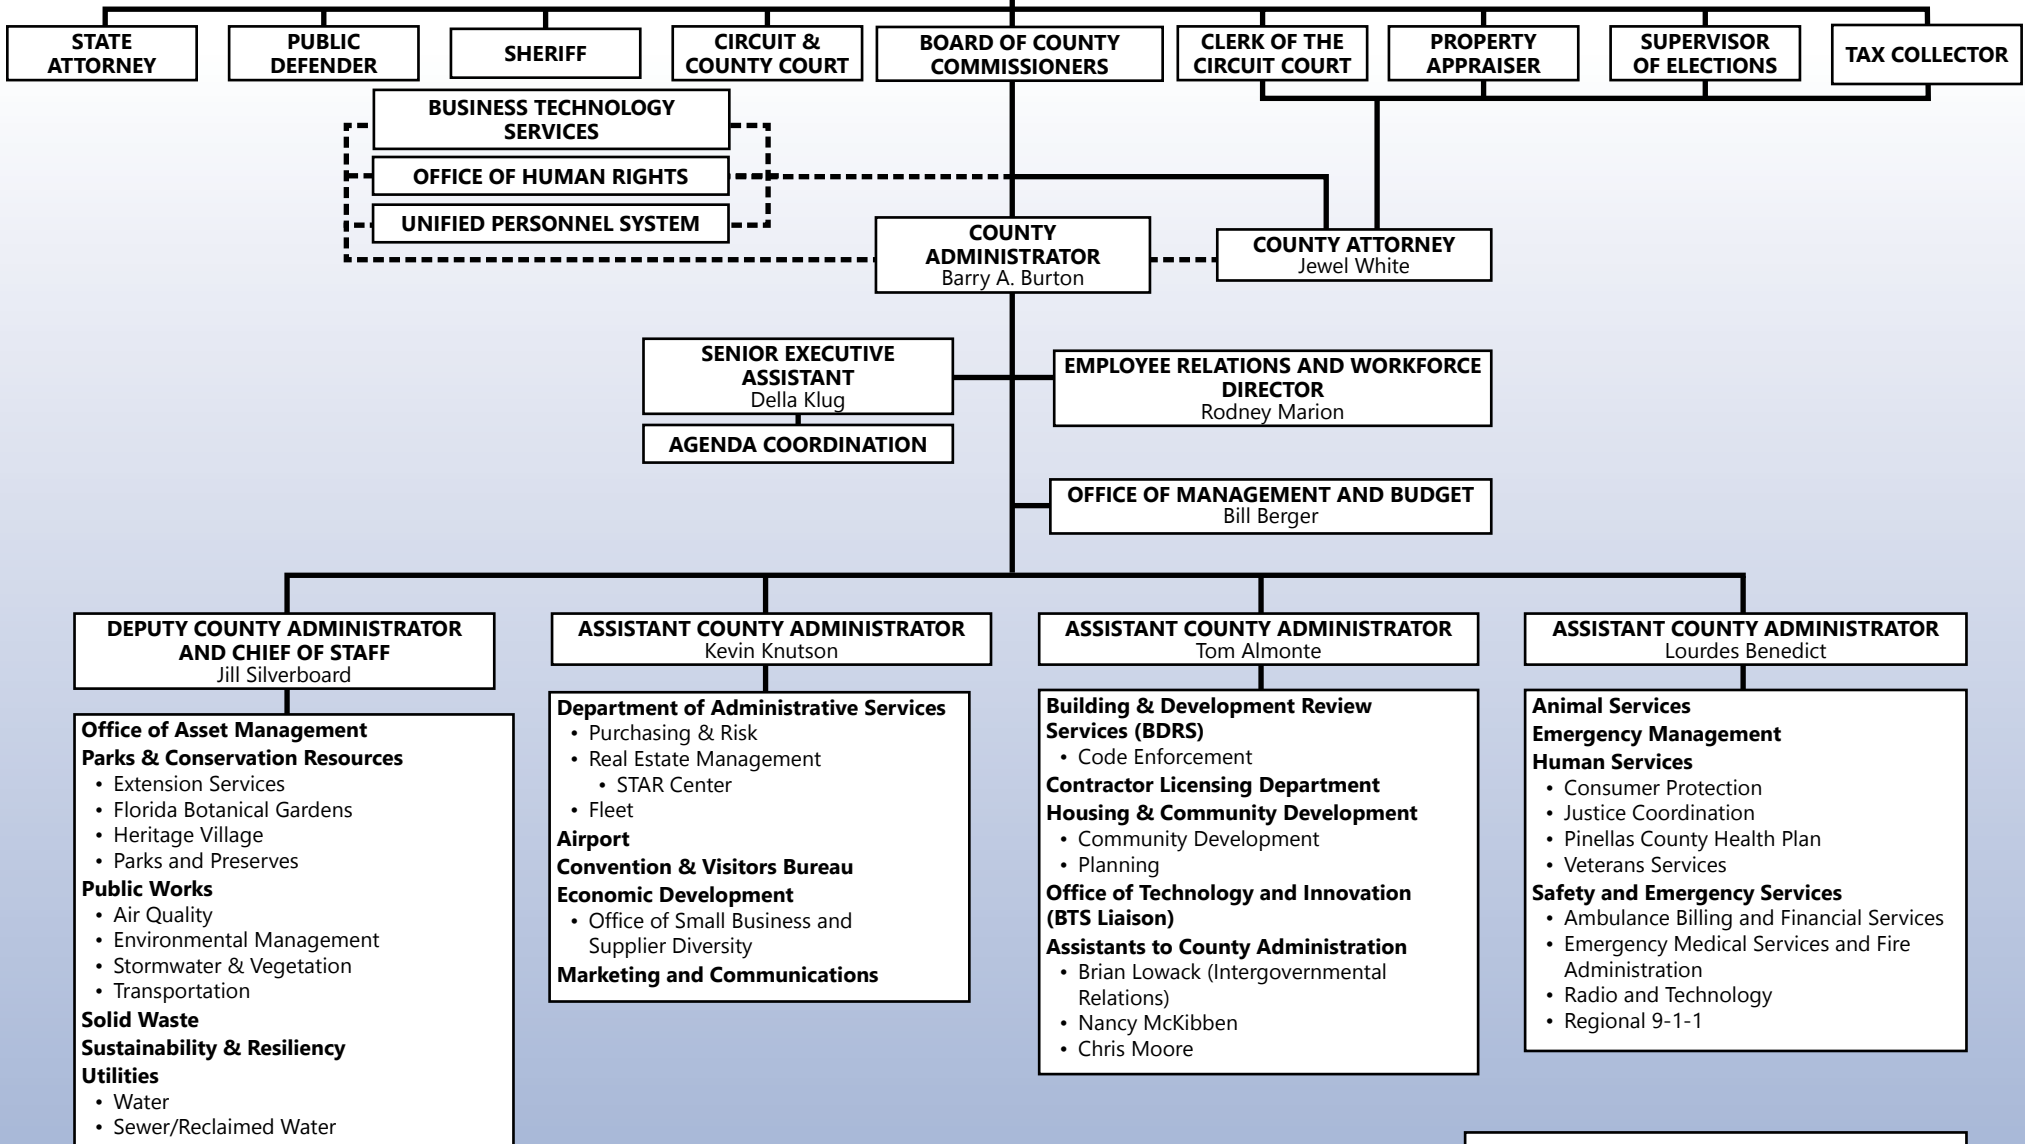 STATE
ATTORNEY
PUBLIC
DEFENDER
SHERIFF
CIRCUIT &
COUNTY COURT
BOARD OF COUNTY
COMMISSIONERS
CLERK OF THE
CIRCUIT COURT
PROPERTY
APPRAISER
SUPERVISOR
OF ELECTIONS
TAX COLLECTOR
BUSINESS TECHNOLOGY
SERVICES
OFFICE OF HUMAN RIGHTS
UNIFIED PERSONNEL SYSTEM
COUNTY
ADMINISTRATOR
Barry A. Burton
COUNTY ATTORNEY
Jewel White
SENIOR EXECUTIVE
ASSISTANT
Della Klug
AGENDA COORDINATION
EMPLOYEE RELATIONS AND WORKFORCE
DIRECTOR
Rodney Marion
OFFICE OF MANAGEMENT AND BUDGET
Bill Berger
DEPUTY COUNTY ADMINISTRATOR
AND CHIEF OF STAFF
Jill Silverboard
Office of Asset Management
Parks & Conservation Resources
• Extension Services
• Florida Botanical Gardens
• Heritage Village
• Parks and Preserves
Public Works
• Air Quality
• Environmental Management
• Stormwater & Vegetation
• Transportation
Solid Waste
Sustainability & Resiliency
Utilities
• Water
• Sewer/Reclaimed Water
ASSISTANT COUNTY ADMINISTRATOR
Kevin Knutson
Department of Administrative Services
• Purchasing & Risk
• Real Estate Management
• STAR Center
• Fleet
Airport
Convention & Visitors Bureau
Economic Development
• Office of Small Business and
Supplier Diversity
Marketing and Communications
ASSISTANT COUNTY ADMINISTRATOR
Tom Almonte
Building & Development Review
Services (BDRS)
• Code Enforcement
Contractor Licensing Department
Housing & Community Development
• Community Development
• Planning
Office of Technology and Innovation
(BTS Liaison)
Assistants to County Administration
• Brian Lowack (Intergovernmental
Relations)
• Nancy McKibben
• Chris Moore
ASSISTANT COUNTY ADMINISTRATOR
Lourdes Benedict
Animal Services
Emergency Management
Human Services
• Consumer Protection
• Justice Coordination
• Pinellas County Health Plan
• Veterans Services
Safety and Emergency Services
• Ambulance Billing and Financial Services
• Emergency Medical Services and Fire
Administration
• Radio and Technology
• Regional 9-1-1